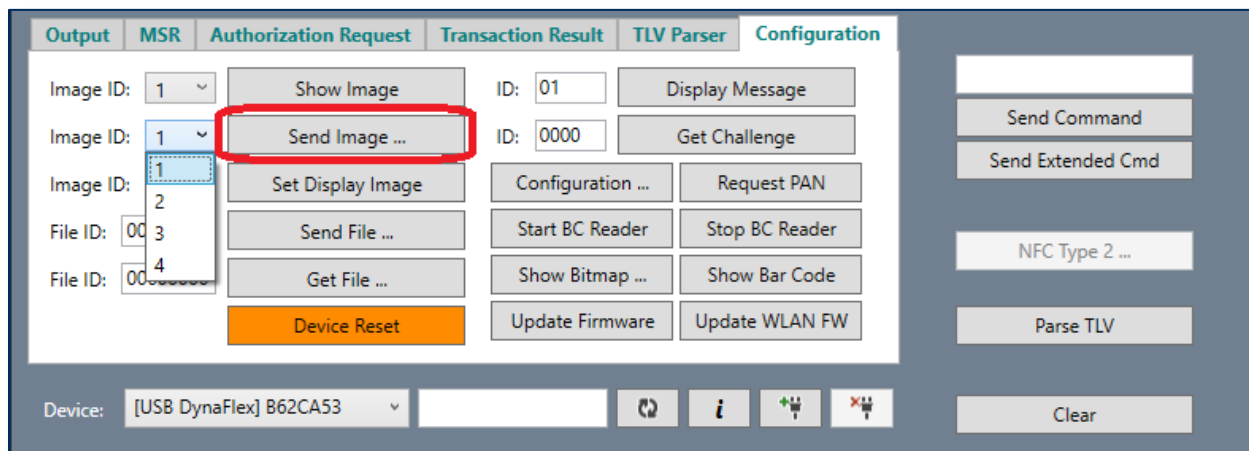 Output MSR Authorization Request Transaction Result TLV Parser Configuration
Image ID: 1 Show Image ID: 01 Display Message
Image ID: 1 Send Image ... ID: 0000 Get Challenge
Send Command
Send Extended Cmd
1
2
3
4
Image ID: Set Display Image Configuration ... Request PAN
File ID: Send File ... Start BC Reader Stop BC Reader
NFC Type 2 ...
File ID: Get File ... Show Bitmap ... Show Bar Code
Device Reset Update Firmware Update WLAN FW
Parse TLV
Device: [USB DynaFlex] B62CA53 i
Clear